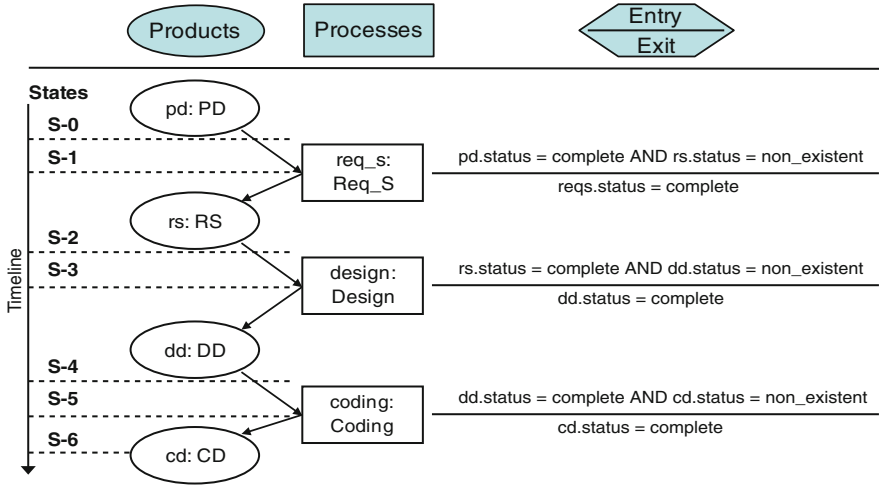 Products
Processes
Entry
Exit
States
pd: PD
S-0
S-1
req_s:
Req_S
pd.status = complete AND rs.status = non_existent
reqs.status = complete
rs: RS
S-2
S-3
design:
Design
rs.status = complete AND dd.status = non_existent
dd.status = complete
Timeline
dd: DD
S-4
S-5
coding:
Coding
dd.status = complete AND cd.status = non_existent
cd.status = complete
S-6
cd: CD